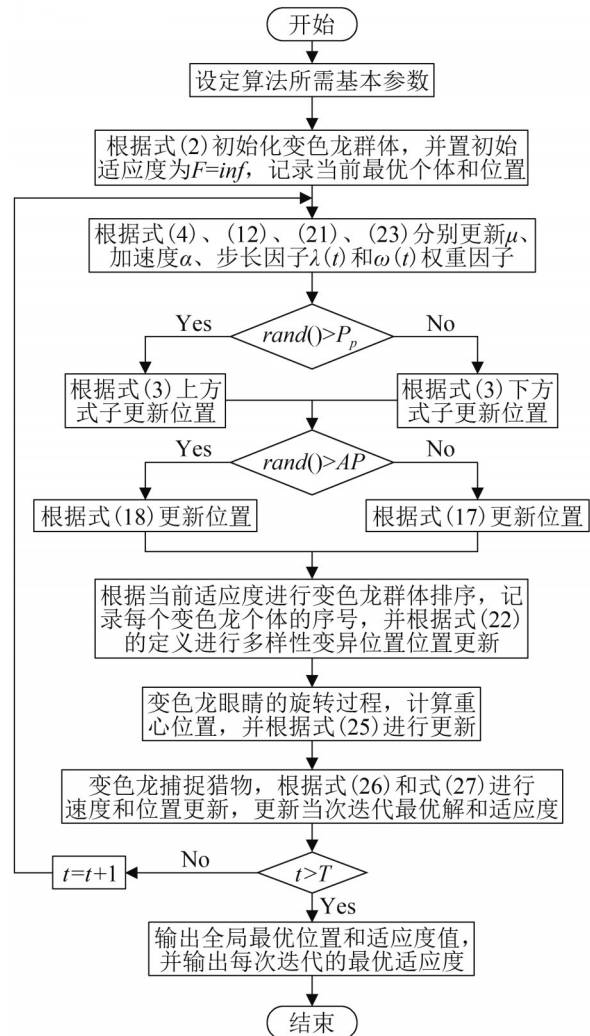 开始
设定算法所需基本参数
根据式(2)初始化变色龙群体，并置初始
适应度为F=inf，记录当前最优个体和位置
根据式(4)、(12)、(21)、(23)分别更新μ、
加速度α、步长因子λ(t)和ω(t)权重因子
Yes
rand()>Pp
No
根据式(3)上方
式子更新位置
根据式(3)下方
式子更新位置
Yes
rand()>AP
No
根据式(18)更新位置
根据式(17)更新位置
根据当前适应度进行变色龙群体排序，记
录每个变色龙个体的序号，并根据式(22)
的定义进行多样性变异位置位置更新
变色龙眼睛的旋转过程，计算重
心位置，并根据式(25)进行更新
变色龙捕捉猎物，根据式(26)和式(27)进行
速度和位置更新，更新当次迭代最优解和适应度
t=t+1
No
t>T
Yes
输出全局最优位置和适应度值，
并输出每次迭代的最优适应度
结束